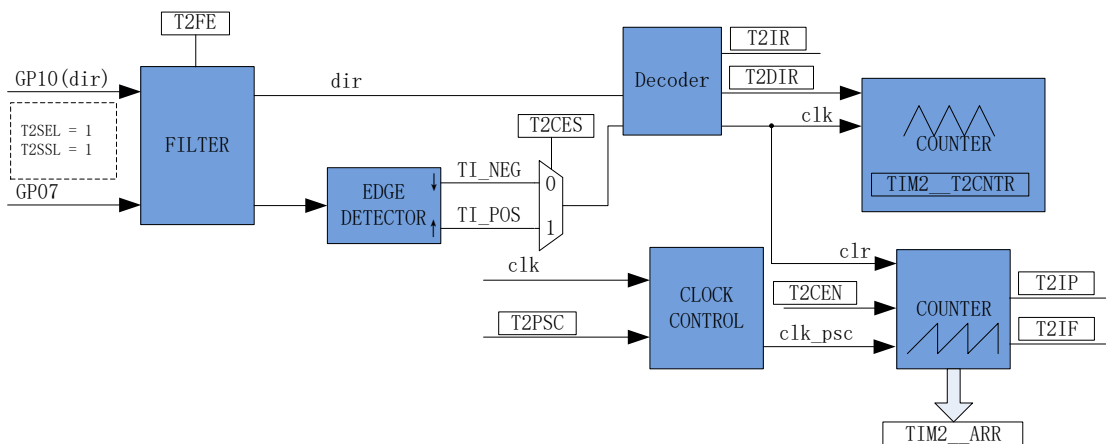 T2FE
GP10(dir)
T2SEL = 1
T2SSL = 1
GP07
FILTER
dir
EDGE
DETECTOR
TI_NEG
TI_POS
T2CES
0
1
Decoder
T2IR
T2DIR
clk
COUNTER
TIM2__T2CNTR
clk
T2PSC
CLOCK
CONTROL
clr
T2CEN
clk_psc
COUNTER
T2IP
T2IF
TIM2__ARR